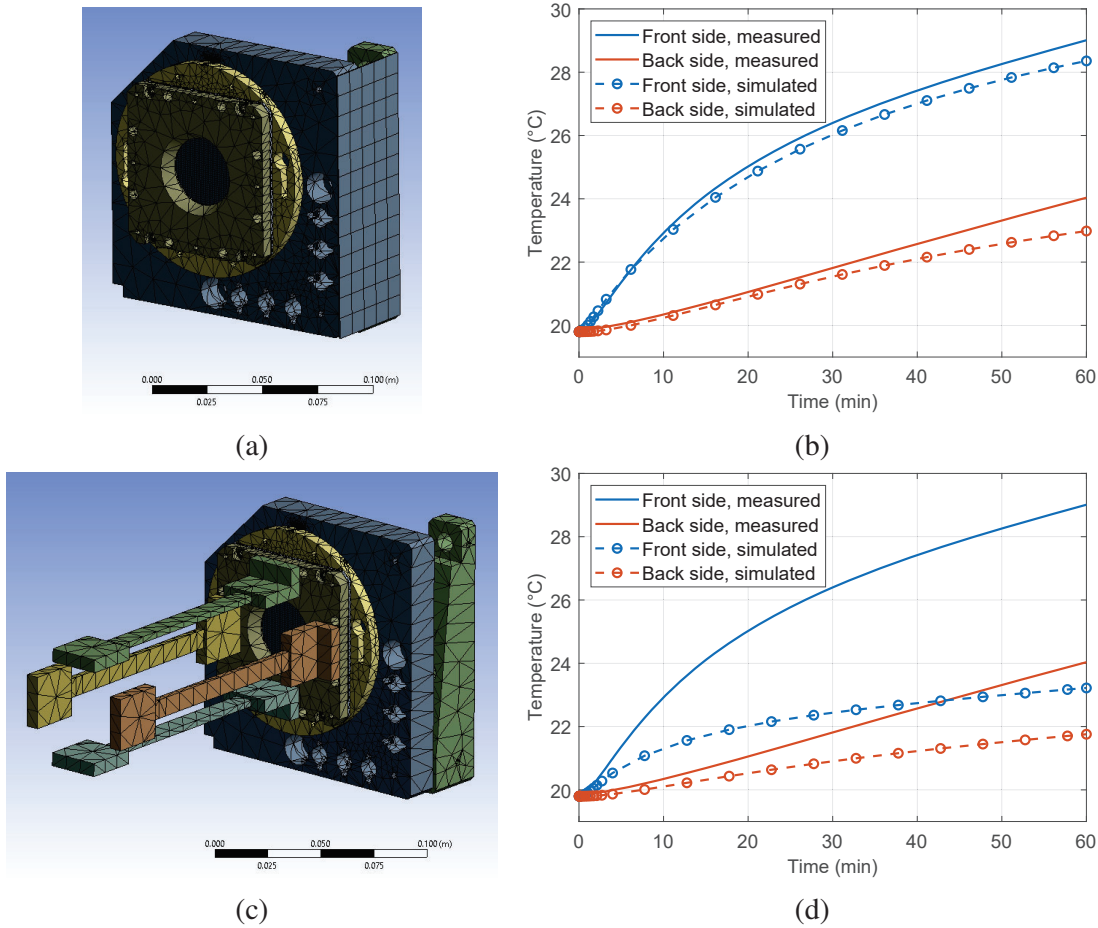 0.000 0.050 0.100 (m)
0.025 0.075
(a)
30
28
26
24
22
20
Temperature (°C)
Front side, measured
Back side, measured
Front side, simulated
Back side, simulated
0 10 20 30 40 50 60
Time (min)
(b)
0.000 0.050 0.100 (m)
0.025 0.075
(c)
30
28
26
24
22
20
Temperature (°C)
Front side, measured
Back side, measured
Front side, simulated
Back side, simulated
0 10 20 30 40 50 60
Time (min)
(d)